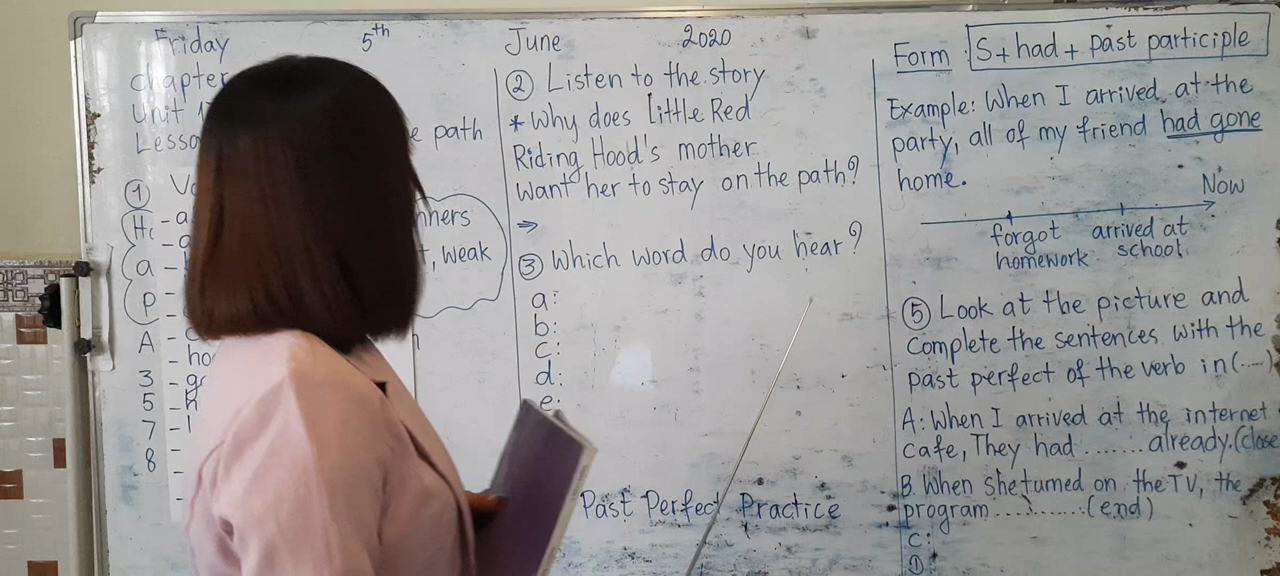 Friday 5th June 2020
Chapter
Unit
path
① 
- a
a -
p -
A
- ho
3
5
7
8
nners
, weak
② Listen to the story
* Why does Little Red
Riding Hood's mother
want her to stay on the path?
⇒
③ Which word do you hear?
a:
b:
c:
d:
e:
Past Perfect Practice
Form : S + had + past participle
Example: When I arrived at the
party, all of my friend had gone
home.
Now
forgot arrived at
homework school.
⑤ Look at the picture and
Complete the sentences with the
past perfect of the verb in(....)
A: When I arrived at the internet
cafe, They had ....... already.(close
B. When she turned on the TV, the
program ........... (end)
C: